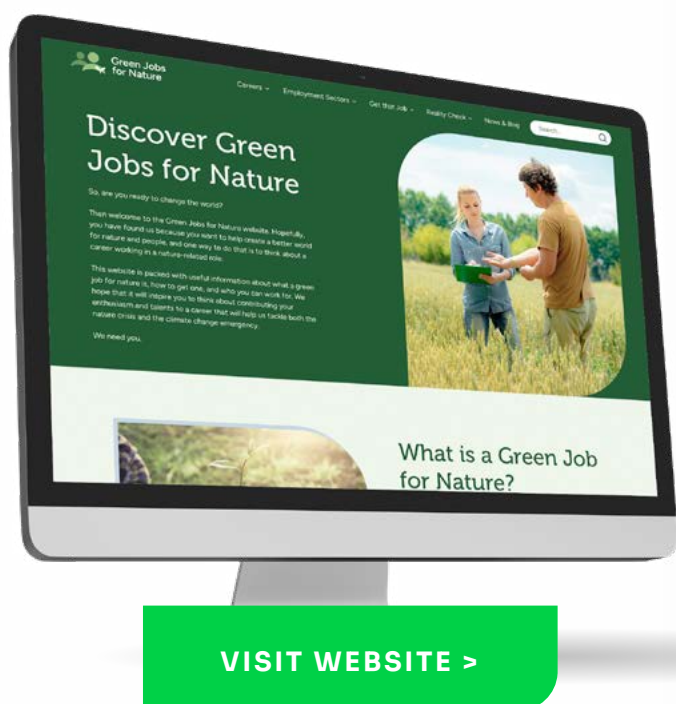 Green Jobs
for Nature
Careers Employment Sectors Get that Job Reality Check News & Blog Search...
Discover Green
Jobs for Nature
So, are you ready to change the world?
Then welcome to the Green Jobs for Nature website. Hopefully,
you have found us because you want to help create a better world
for nature and people, and one way to do that is to think about a
career working in a nature-related role.
This website is packed with useful information about what a green
job for nature is, how to get one, and who you can work for. We
hope that it will inspire you to think about contributing your
enthusiasm and talents to a career that will help us tackle both the
nature crisis and the climate change emergency.
We need you.
What is a Green Job
for Nature?
VISIT WEBSITE >